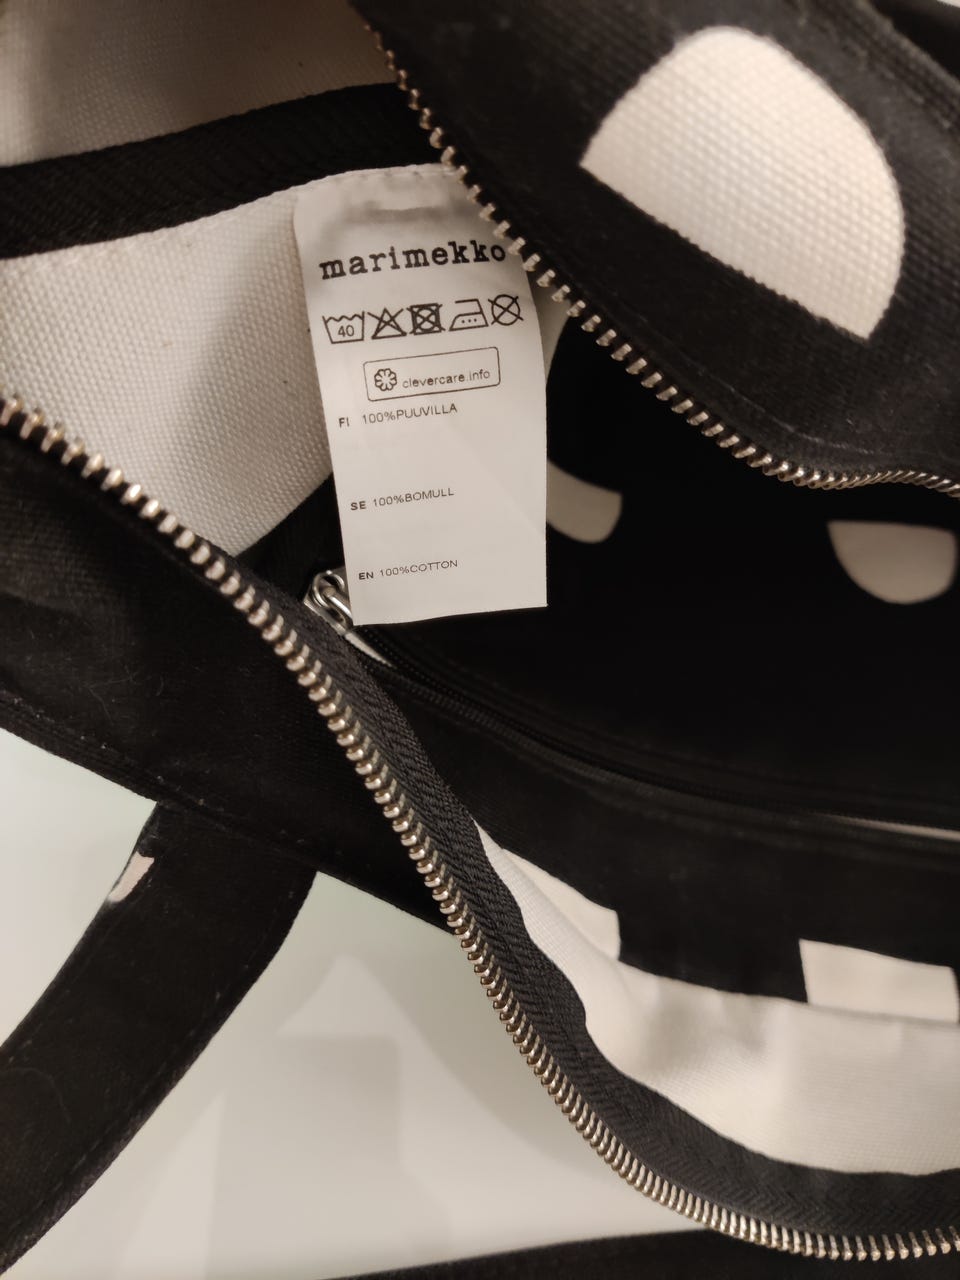 marimekko
40
clevercare.info
FI 100%PUUVILLA
SE 100%BOMULL
EN 100%COTTON